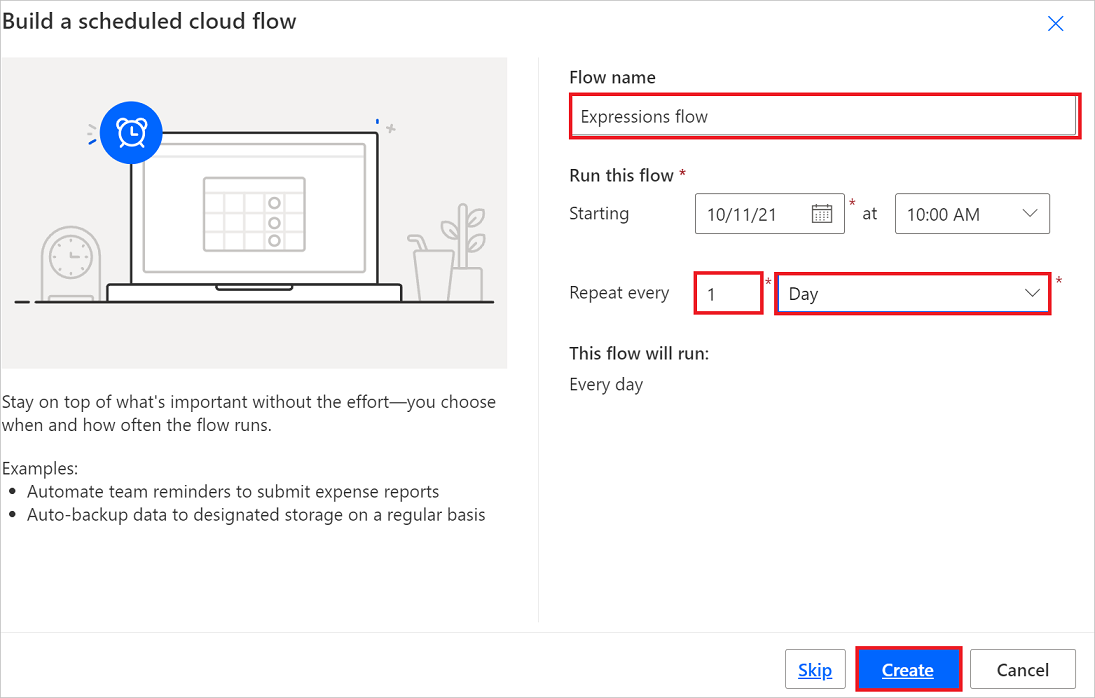 Build a scheduled cloud flow
Stay on top of what's important without the effort—you choose
when and how often the flow runs.
Examples:
• Automate team reminders to submit expense reports
• Auto-backup data to designated storage on a regular basis
Flow name
Expressions flow
Run this flow *
Starting 10/11/21 * at 10:00 AM
Repeat every 1 * Day *
This flow will run:
Every day
Skip Create Cancel